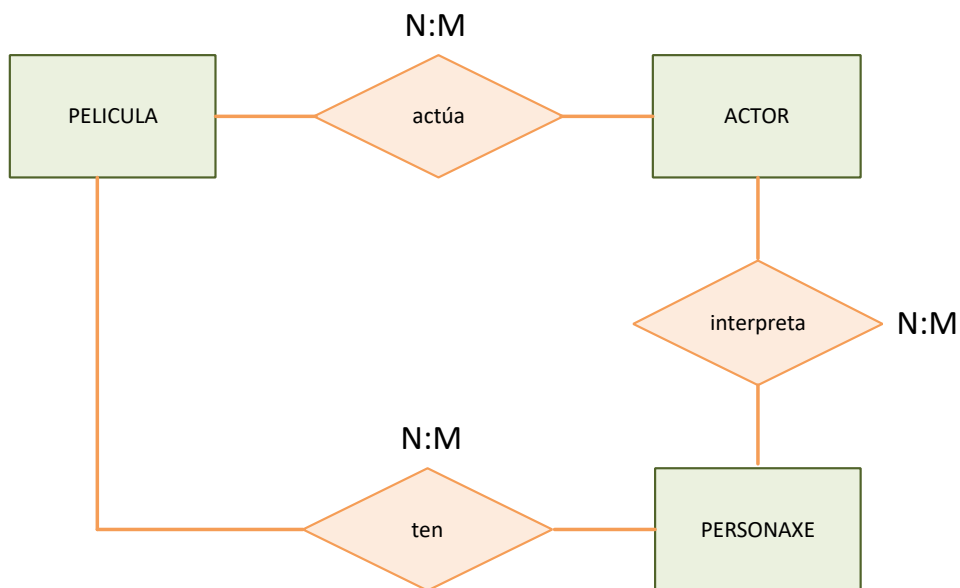 N:M
PELICULA
actúa
ACTOR
interpreta
N:M
N:M
ten
PERSONAXE